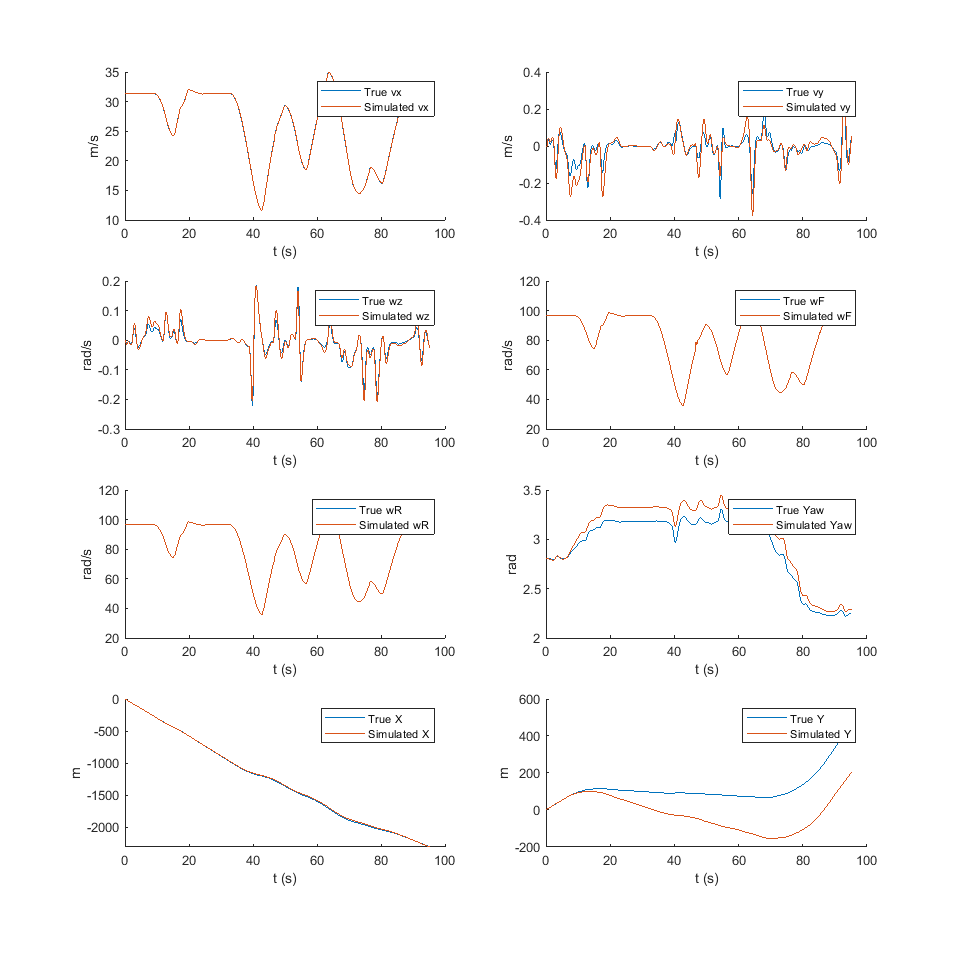 35
30
25
20
15
10
m/s
0 20 40 60 80 100
t (s)
True vx
Simulated vx
0.4
0.2
0
-0.2
-0.4
m/s
0 20 40 60 80 100
t (s)
True vy
Simulated vy
0.2
0.1
0
-0.1
-0.2
-0.3
rad/s
0 20 40 60 80 100
t (s)
True wz
Simulated wz
120
100
80
60
40
20
rad/s
0 20 40 60 80 100
t (s)
True wF
Simulated wF
120
100
80
60
40
20
rad/s
0 20 40 60 80 100
t (s)
True wR
Simulated wR
3.5
3
2.5
2
rad
0 20 40 60 80 100
t (s)
True Yaw
Simulated Yaw
0
-500
-1000
-1500
-2000
m
0 20 40 60 80 100
t (s)
True X
Simulated X
600
400
200
0
-200
m
0 20 40 60 80 100
t (s)
True Y
Simulated Y